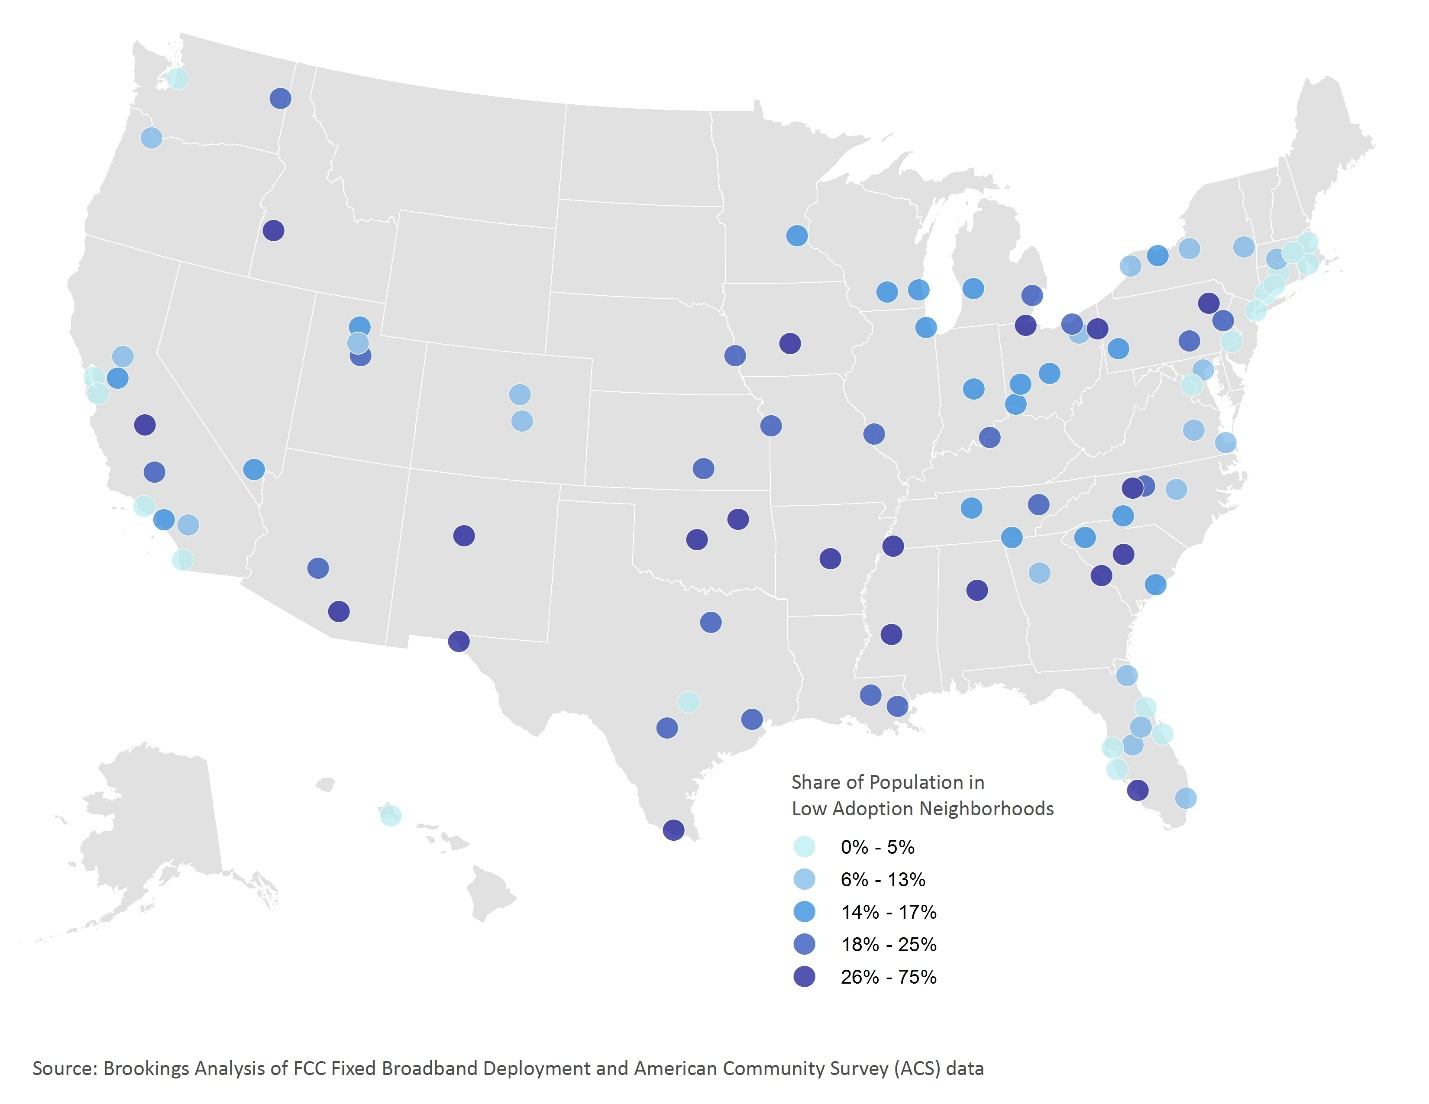 Share of Population in
Low Adoption Neighborhoods
0% - 5%
6% - 13%
14% - 17%
18% - 25%
26% - 75%
Source: Brookings Analysis of FCC Fixed Broadband Deployment and American Community Survey (ACS) data